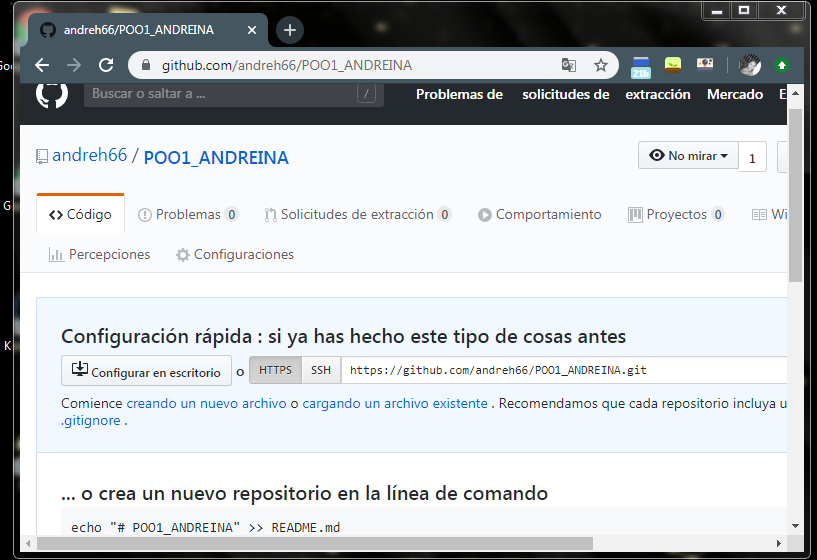 andreh66/POO1_ANDREINA
github.com/andreh66/POO1_ANDREINA
21h
Buscar o saltar a ...
/
Problemas de
solicitudes de
extracción
Mercado
E
andreh66 / POO1_ANDREINA
No mirar
1
Código
Problemas 0
Solicitudes de extracción 0
Comportamiento
Proyectos 0
Wi
Percepciones
Configuraciones
Configuración rápida : si ya has hecho este tipo de cosas antes
Configurar en escritorio o HTTPS SSH https://github.com/andreh66/POO1_ANDREINA.git
Comience creando un nuevo archivo o cargando un archivo existente . Recomendamos que cada repositorio incluya u
.gitignore .
... o crea un nuevo repositorio en la línea de comando
echo "# POO1_ANDREINA" >> README.md